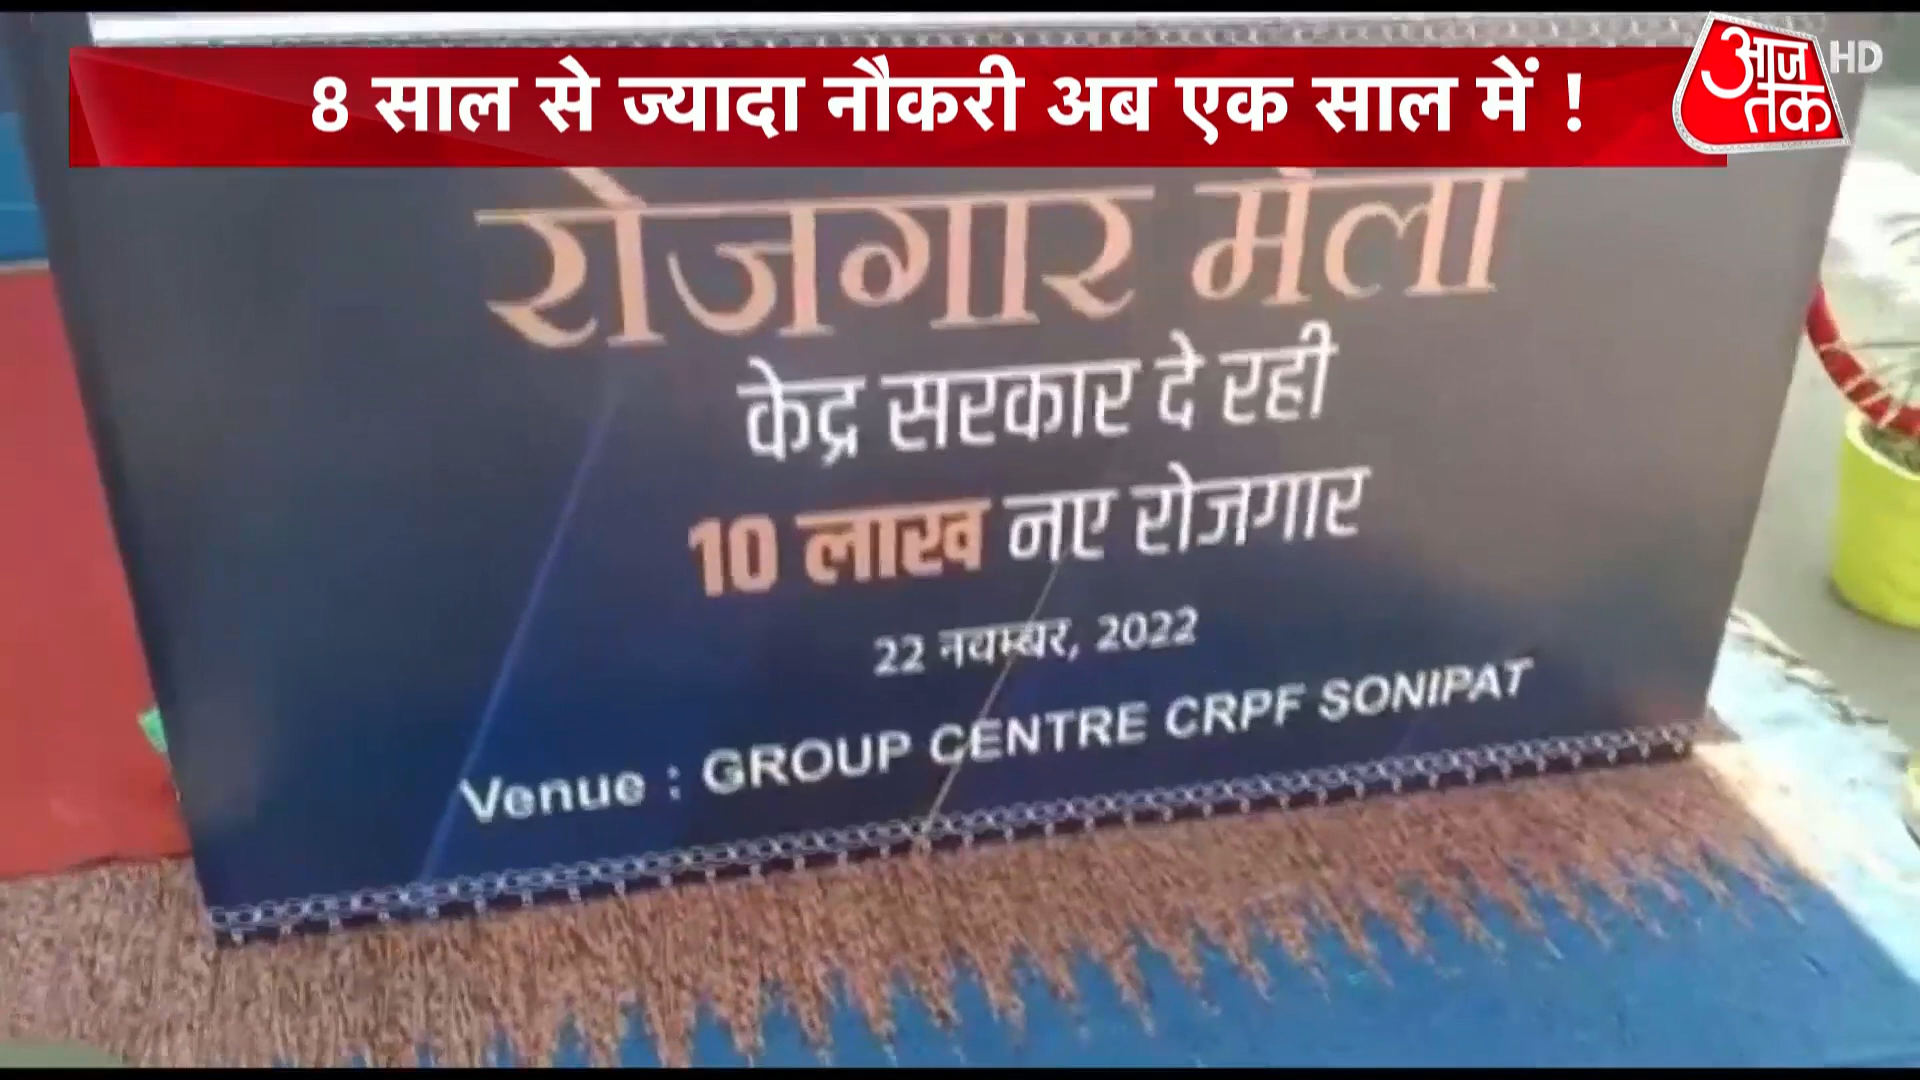 8 साल से ज्यादा नौकरी अब एक साल में !
आज
तक
HD
रोजगार मेला
केद्र सरकार दे रही
10 लाख नए रोजगार
22 नवम्बर, 2022
Venue : GROUP CENTRE CRPF SONIPAT